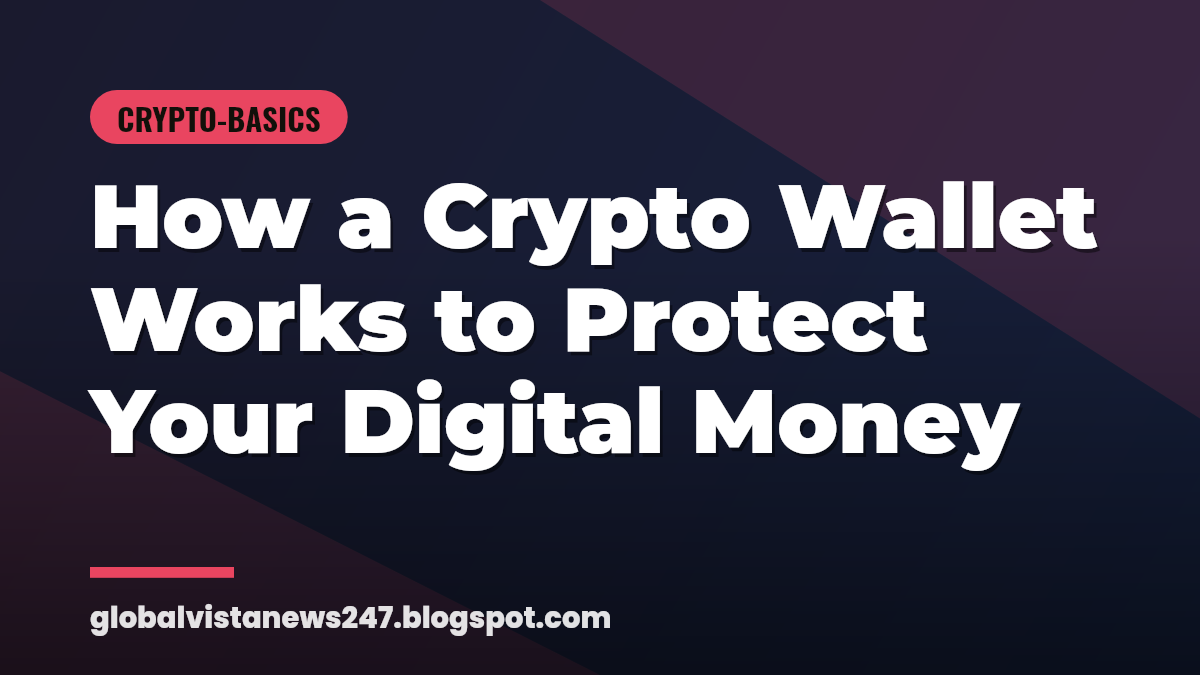 CRYPTO-BASICS
How a Crypto Wallet
Works to Protect
Your Digital Money
globalvistanews247.blogspot.com